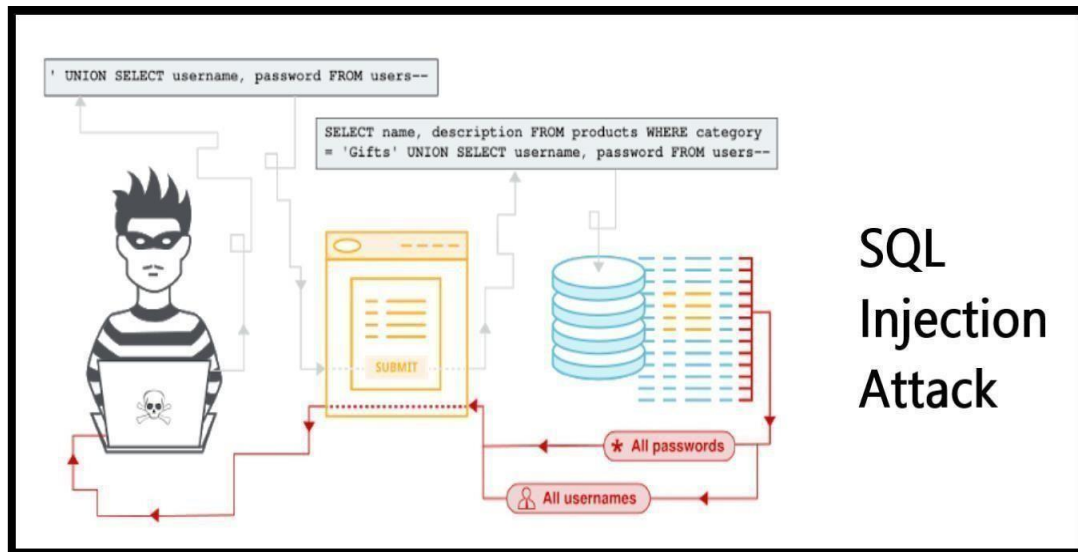 ' UNION SELECT username, password FROM users--
SELECT name, description FROM products WHERE category
= 'Gifts' UNION SELECT username, password FROM users--
SUBMIT
* All passwords
All usernames
SQL
Injection
Attack